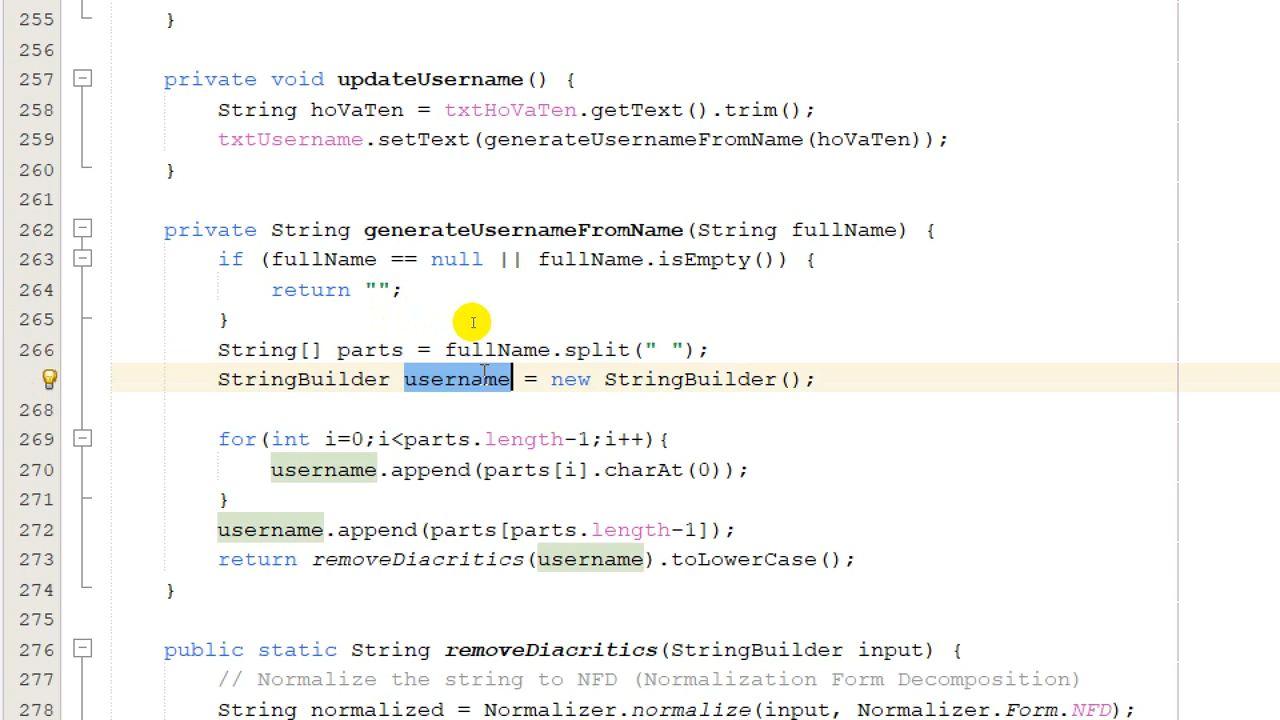 255 }
256
257 private void updateUsername() {
258 String hoVaTen = txtHoVaTen.getText().trim();
259 txtUsername.setText(generateUsernameFromName(hoVaTen));
260 }
261
262 private String generateUsernameFromName(String fullName) {
263 if (fullName == null || fullName.isEmpty()) {
264 return "";
265 }
266 String[] parts = fullName.split(" ");
StringBuilder username = new StringBuilder();
268
269 for(int i=0;i<parts.length-1;i++){
270 username.append(parts[i].charAt(0));
271 }
272 username.append(parts[parts.length-1]);
273 return removeDiacritics(username).toLowerCase();
274 }
275
276 public static String removeDiacritics(StringBuilder input) {
277 // Normalize the string to NFD (Normalization Form Decomposition)
278 String normalized = Normalizer.normalize(input, Normalizer.Form.NFD);